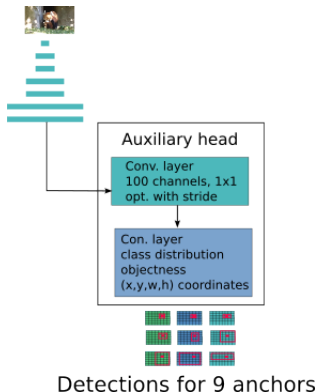 Auxiliary head
Conv. layer
100 channels, 1x1
opt. with stride
Con. layer
class distribution
objectness
(x,y,w,h) coordinates
Detections for 9 anchors